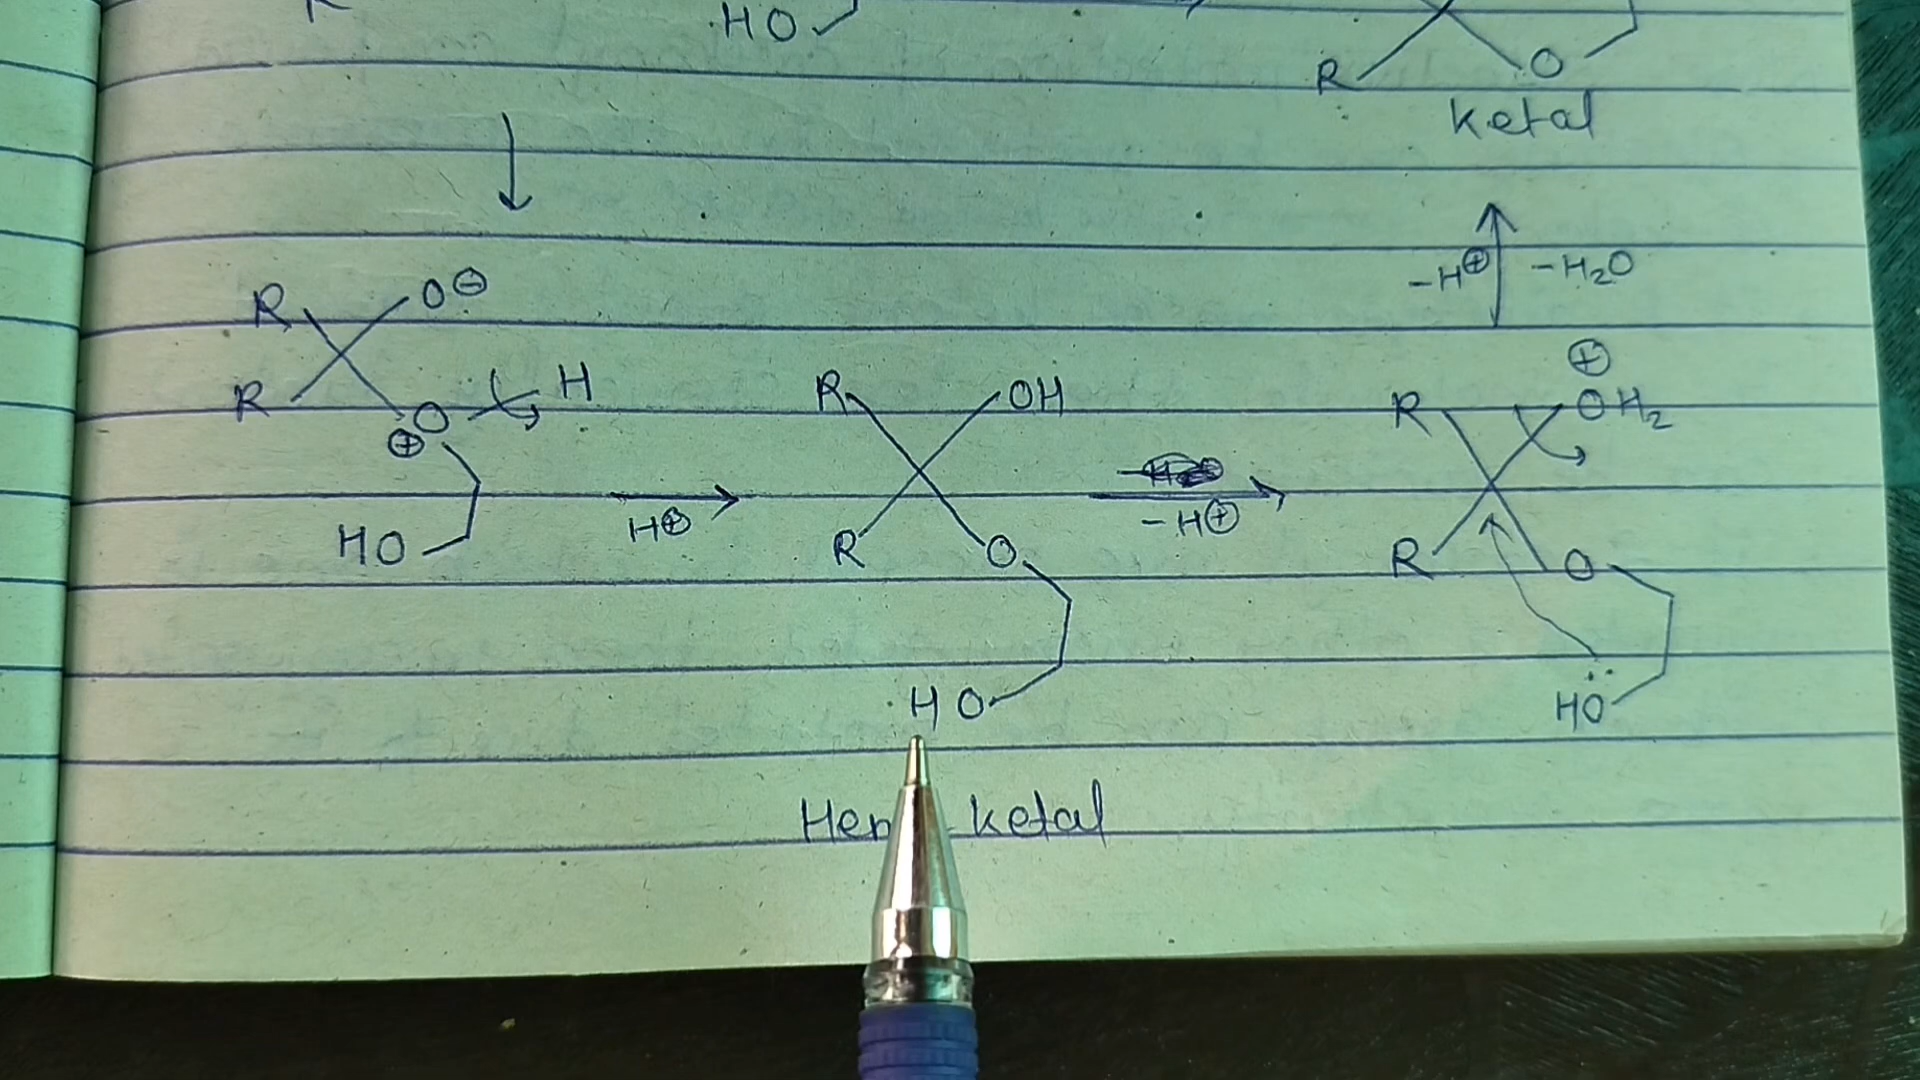 R HO
R O
Ketal
-H⊕ -H₂O
R O⊖
R O H
⊕
HO
H⊕
R OH
R O
HO
-H⊕
⊕
R OH₂
R O
HO
Hemi-ketal